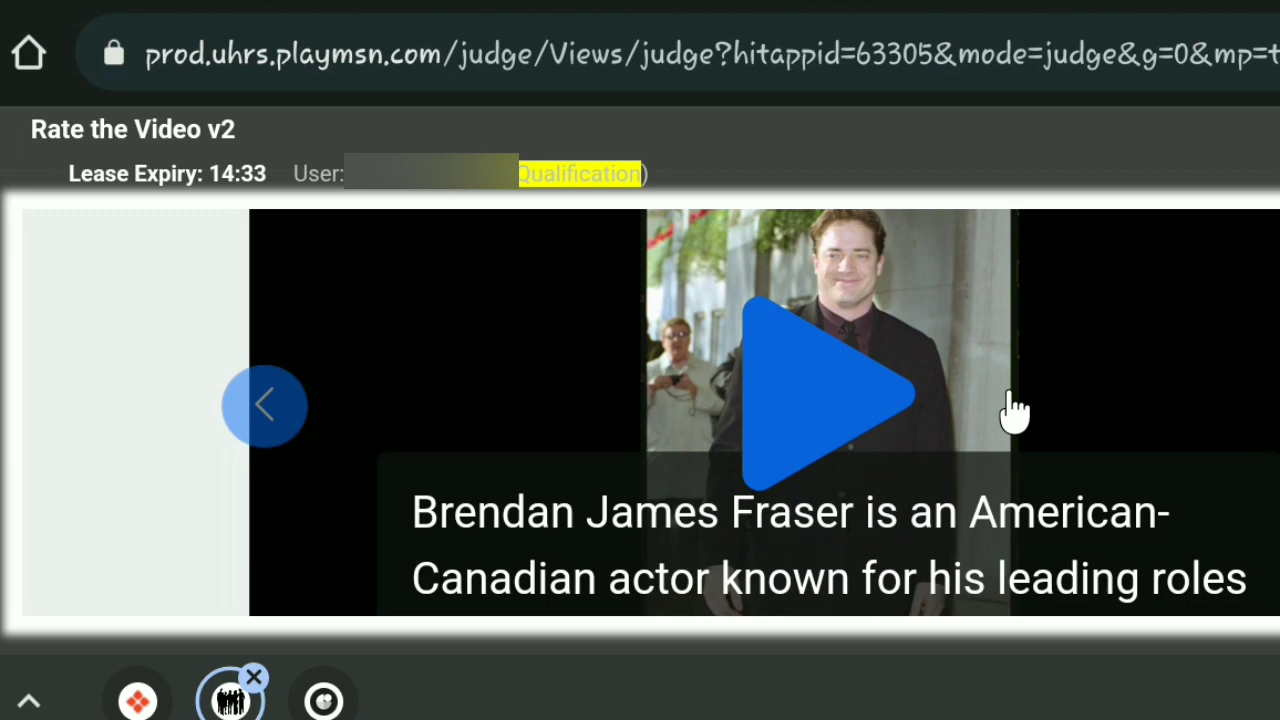 prod.uhrs.playmsn.com/judge/Views/judge?hitappid=63305&mode=judge&g=0&mp=t
Rate the Video v2
Lease Expiry: 14:33 User: Qualification)
Brendan James Fraser is an American-
Canadian actor known for his leading roles